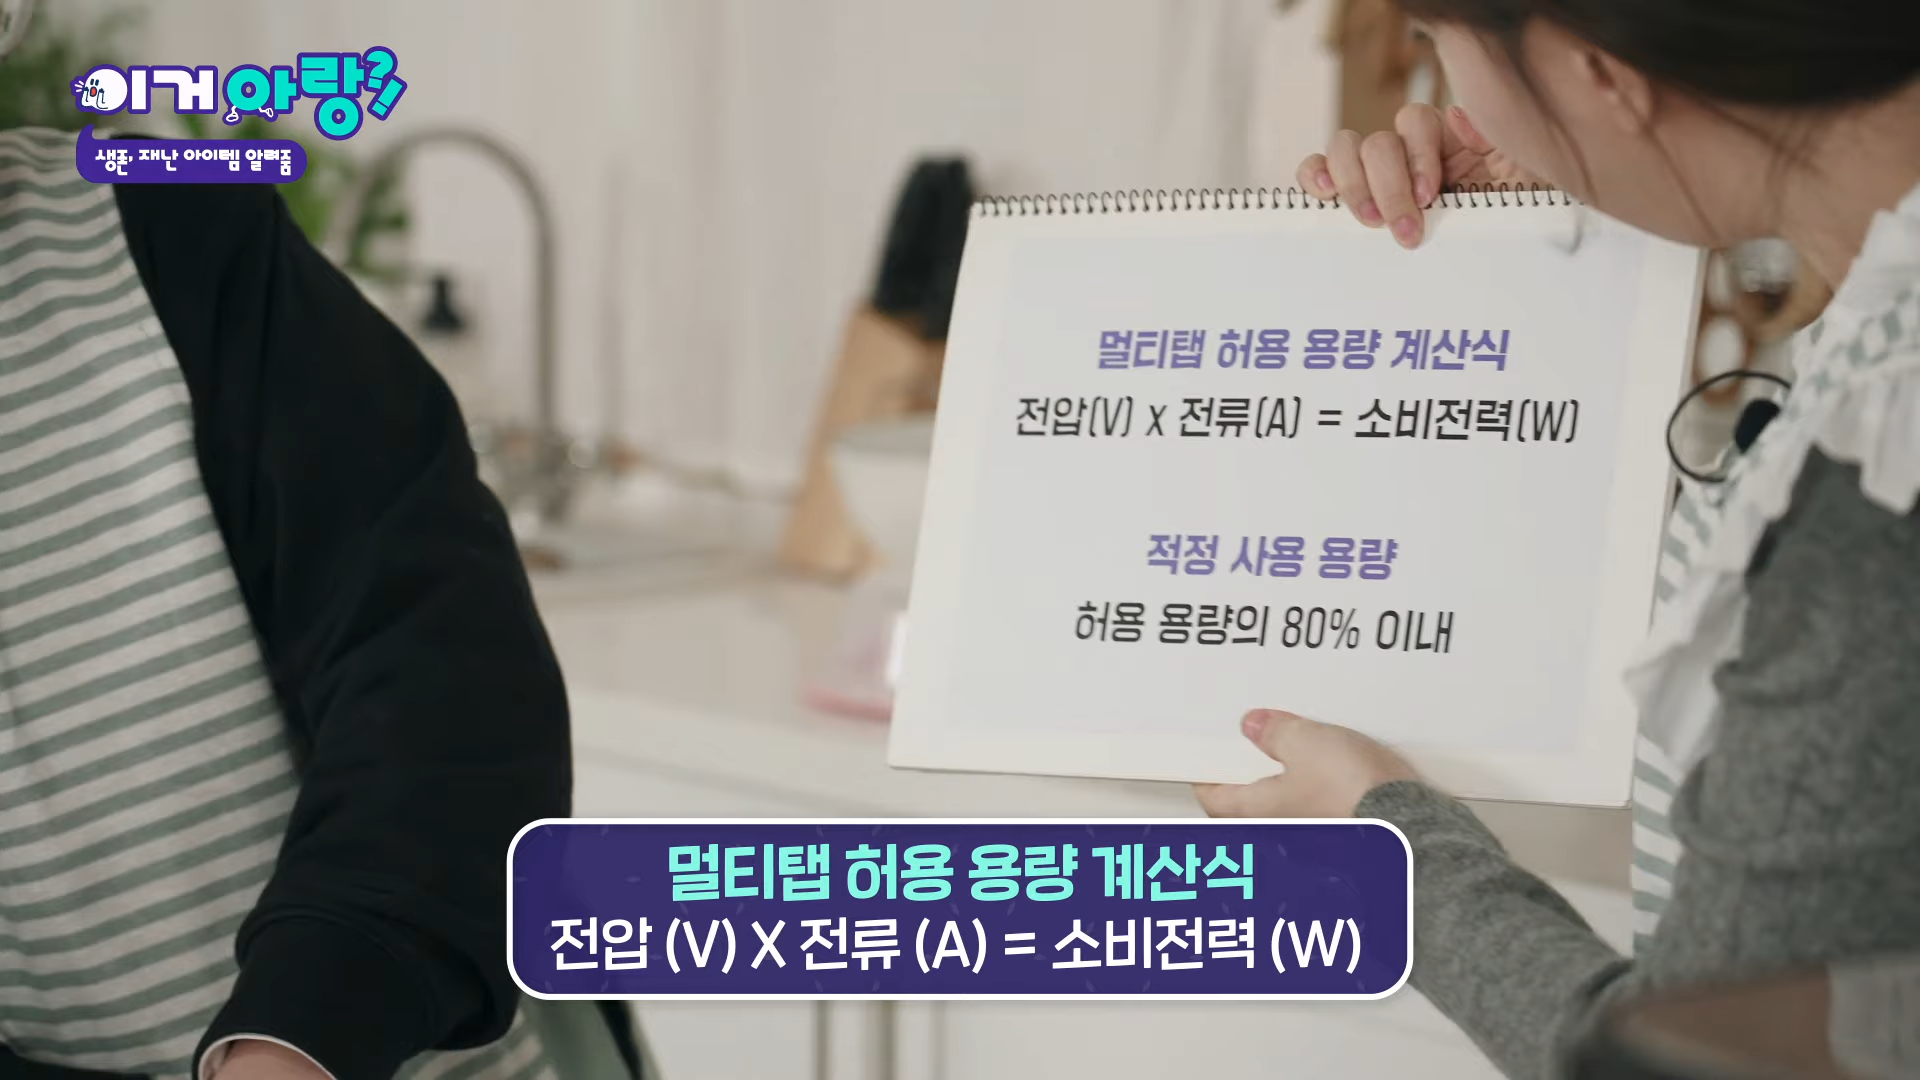 이거 아랑?!
생존, 재난 아이템 알려줌
멀티탭 허용 용량 계산식
전압(V) x 전류(A) = 소비전력(W)
적정 사용 용량
허용 용량의 80% 이내
멀티탭 허용 용량 계산식
전압 (V) X 전류 (A) = 소비전력 (W)